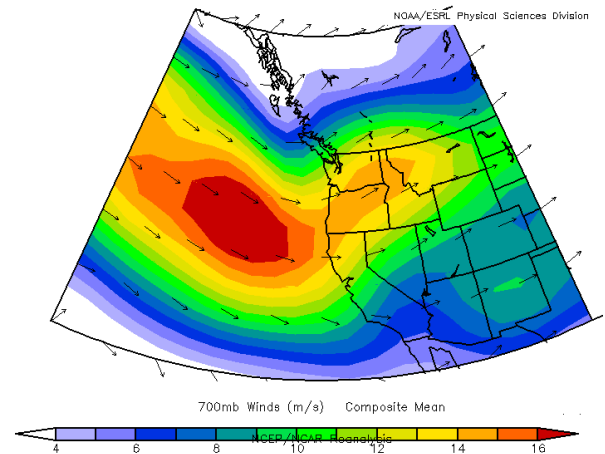 NOAA/ESRL Physical Sciences Division
700mb Winds (m/s) Composite Mean
4 6 8 10 12 14 16
NCEP/NCAR Reanalysis